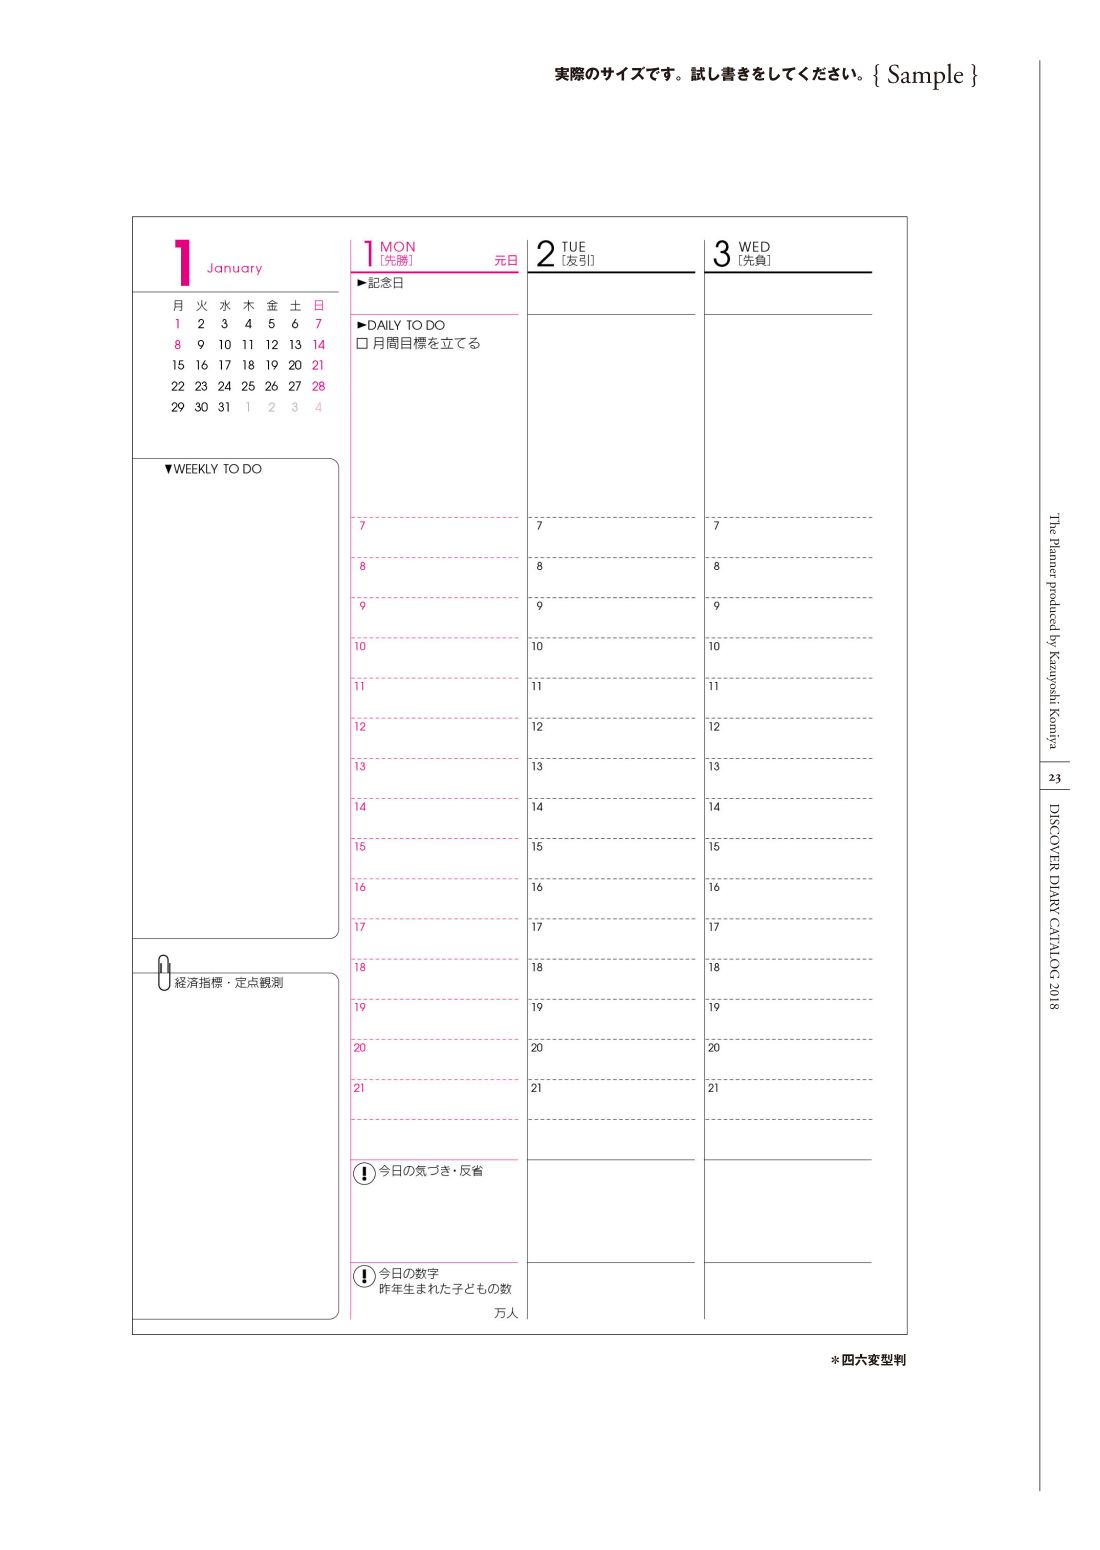 実際のサイズです。試し書きをしてください。{ Sample }
1 January
月 火 水 木 金 土 日
1 2 3 4 5 6 7
8 9 10 11 12 13 14
15 16 17 18 19 20 21
22 23 24 25 26 27 28
29 30 31 1 2 3 4
▼WEEKLY TO DO
経済指標・定点観測
1 MON
［先勝］ 元日
►記念日
►DAILY TO DO
□ 月間目標を立てる
7
8
9
10
11
12
13
14
15
16
17
18
19
20
21
! 今日の気づき・反省
! 今日の数字
昨年生まれた子どもの数
万人
2 TUE
［友引］
7
8
9
10
11
12
13
14
15
16
17
18
19
20
21
3 WED
［先負］
7
8
9
10
11
12
13
14
15
16
17
18
19
20
21
＊四六変型判
The Planner produced by Kazuyoshi Komiya
23
DISCOVER DIARY CATALOG 2018